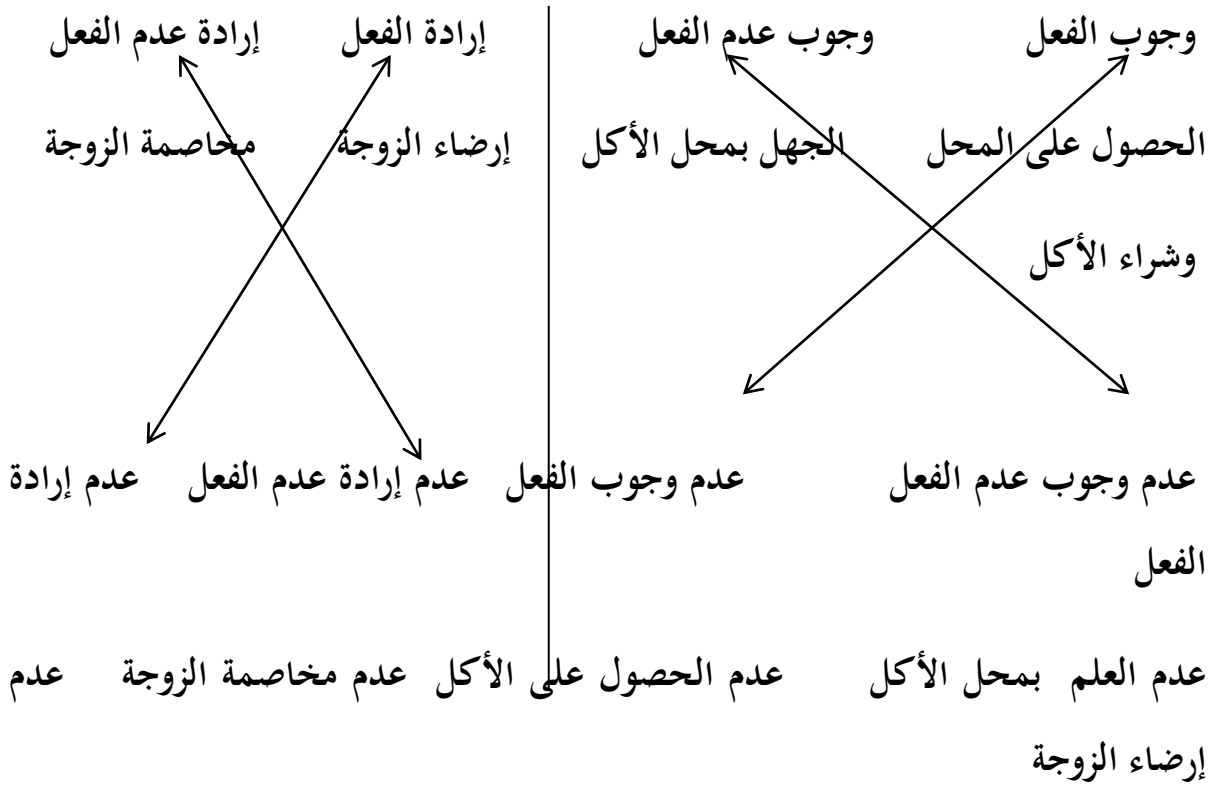 وجوب الفعل وجوب عدم الفعل إرادة الفعل إرادة عدم الفعل
الحصول على المحل الجهل بمحل الأكل إرضاء الزوجة مخاصمة الزوجة
وشراء الأكل
عدم وجوب عدم الفعل عدم وجوب الفعل عدم إرادة عدم الفعل عدم إرادة
الفعل
عدم العلم بمحل الأكل عدم الحصول على الأكل عدم مخاصمة الزوجة عدم
إرضاء الزوجة